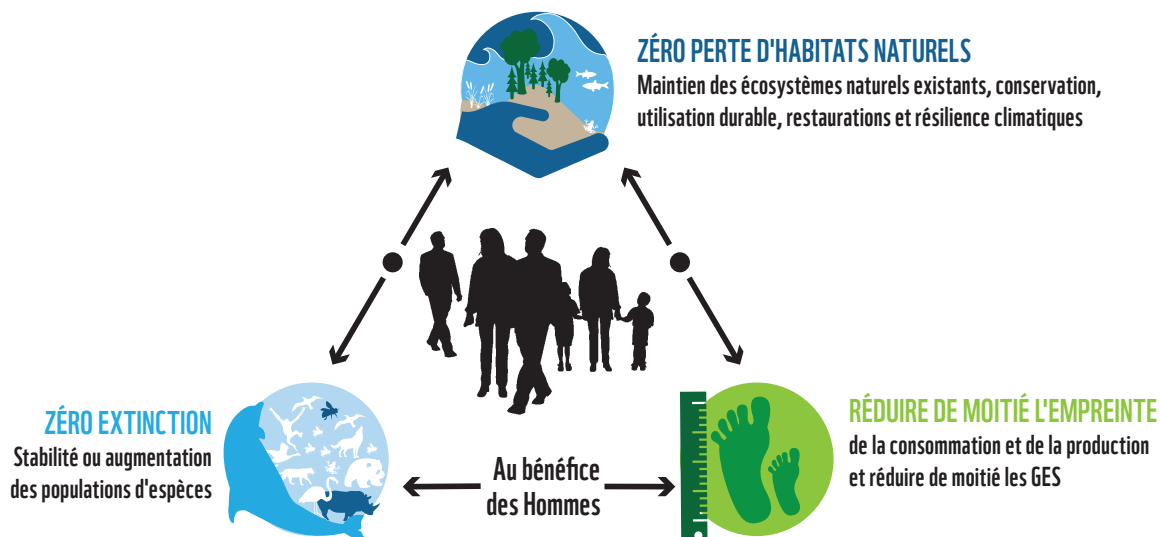 ZÉRO PERTE D'HABITATS NATURELS
Maintien des écosystèmes naturels existants, conservation,
utilisation durable, restaurations et résilience climatiques
ZÉRO EXTINCTION
Stabilité ou augmentation
des populations d'espèces
Au bénéfice
des Hommes
RÉDUIRE DE MOITIÉ L'EMPREINTE
de la consommation et de la production
et réduire de moitié les GES